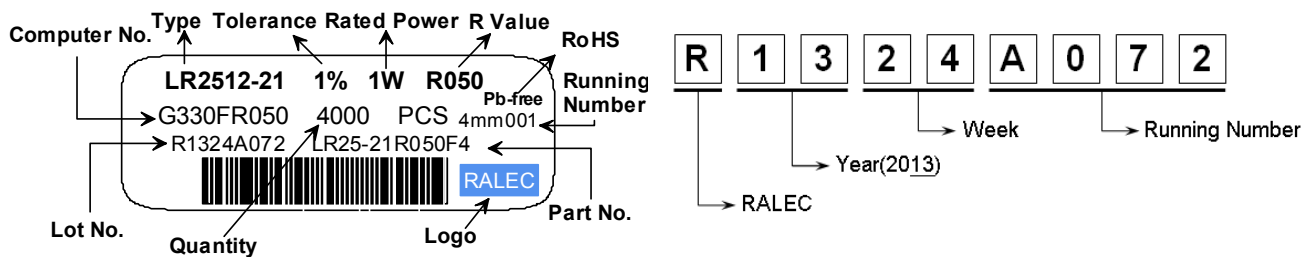 Type Tolerance Rated Power R Value
Computer No.
RoHS
LR2512-21 1% 1W R050
Running
Number
Pb-free
G330FR050 4000 PCS 4mm001
R1324A072 LR25-21R050F4
RALEC
Part No.
Lot No.
Quantity
Logo
R 1 3 2 4 A 0 7 2
Week
Running Number
Year(2013)
RALEC